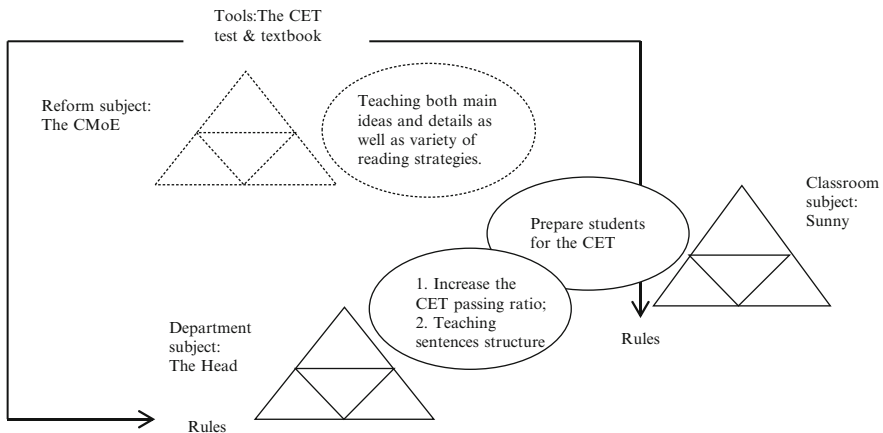 Tools:The CET
test & textbook
Reform subject:
The CMoE
Teaching both main
ideas and details as
well as variety of
reading strategies.
Classroom
subject:
Sunny
Prepare students
for the CET
1. Increase the
CET passing ratio;
2. Teaching
sentences structure
Department
subject:
The Head
Rules
Rules